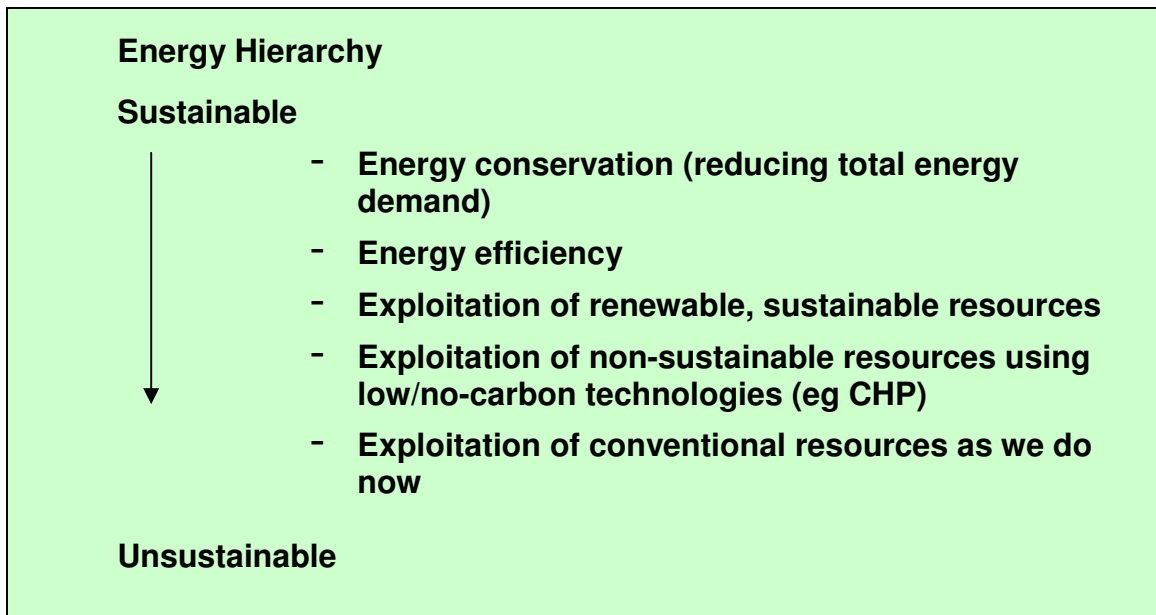 Energy Hierarchy
Sustainable
- Energy conservation (reducing total energy
demand)
- Energy efficiency
- Exploitation of renewable, sustainable resources
- Exploitation of non-sustainable resources using
low/no-carbon technologies (eg CHP)
- Exploitation of conventional resources as we do
now
Unsustainable